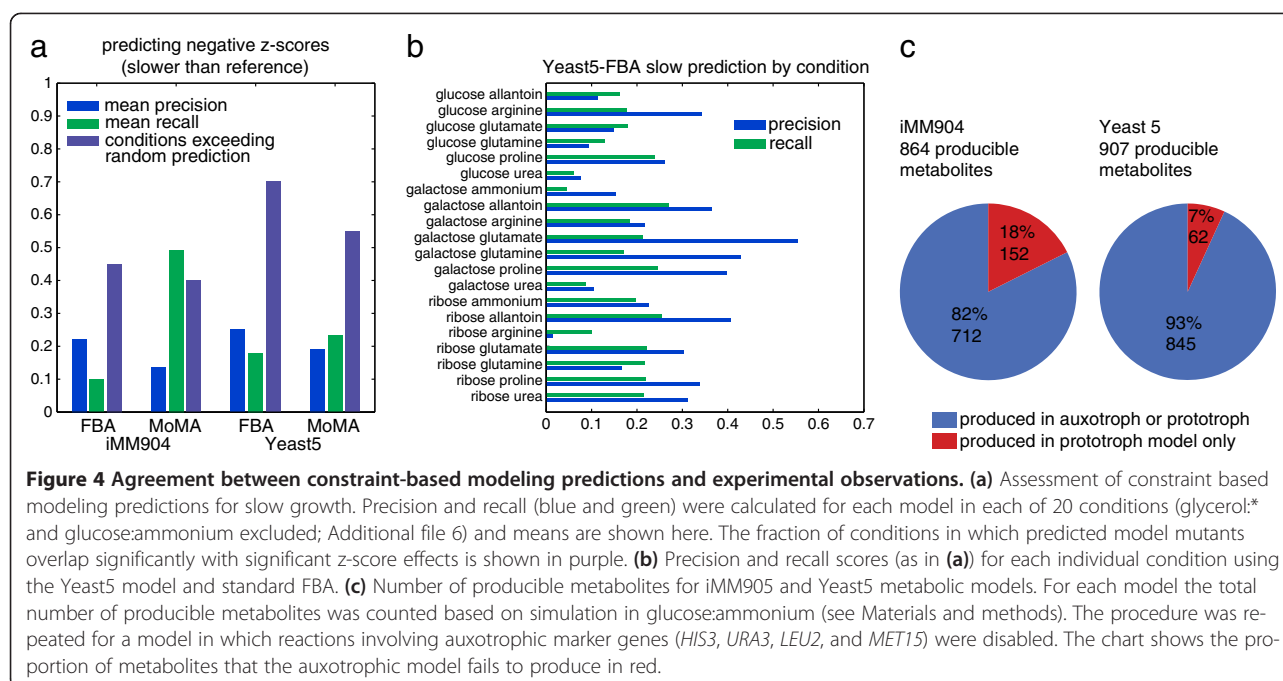 a
predicting negative z-scores
(slower than reference)
1
0.9
0.8
0.7
0.6
0.5
0.4
0.3
0.2
0.1
0
mean precision
mean recall
conditions exceeding
random prediction
FBA MoMA FBA MoMA
iMM904 Yeast5
b
Yeast5-FBA slow prediction by condition
glucose allantoin
glucose arginine
glucose glutamate
glucose glutamine
glucose proline
glucose urea
galactose ammonium
galactose allantoin
galactose arginine
galactose glutamate
galactose glutamine
galactose proline
galactose urea
ribose ammonium
ribose allantoin
ribose arginine
ribose glutamate
ribose glutamine
ribose proline
ribose urea
precision
recall
0 0.1 0.2 0.3 0.4 0.5 0.6 0.7
c
iMM904
864 producible
metabolites
18%
152
82%
712
Yeast 5
907 producible
metabolites
7%
62
93%
845
produced in auxotroph or prototroph
produced in prototroph model only
Figure 4 Agreement between constraint-based modeling predictions and experimental observations. (a) Assessment of constraint based
modeling predictions for slow growth. Precision and recall (blue and green) were calculated for each model in each of 20 conditions (glycerol:*
and glucose:ammonium excluded; Additional file 6) and means are shown here. The fraction of conditions in which predicted model mutants
overlap significantly with significant z-score effects is shown in purple. (b) Precision and recall scores (as in (a)) for each individual condition using
the Yeast5 model and standard FBA. (c) Number of producible metabolites for iMM905 and Yeast5 metabolic models. For each model the total
number of producible metabolites was counted based on simulation in glucose:ammonium (see Materials and methods). The procedure was re-
peated for a model in which reactions involving auxotrophic marker genes (HIS3, URA3, LEU2, and MET15) were disabled. The chart shows the pro-
portion of metabolites that the auxotrophic model fails to produce in red.